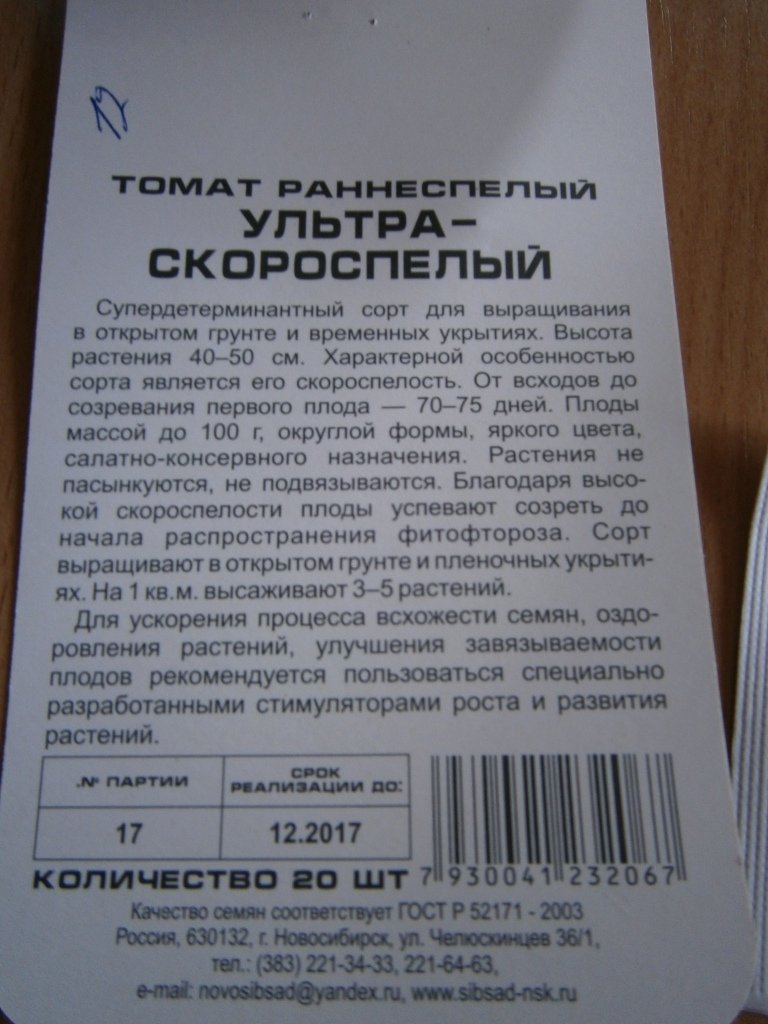 ТОМАТ РАННЕСПЕЛЫЙ
УЛЬТРА-
СКОРОСПЕЛЫЙ
Супердетерминантный сорт для выращивания
в открытом грунте и временных укрытиях. Высота
растения 40–50 см. Характерной особенностью
сорта является его скороспелость. От всходов до
созревания первого плода — 70–75 дней. Плоды
массой до 100 г, округлой формы, яркого цвета,
салатно-консервного назначения. Растения не
пасынкуются, не подвязываются. Благодаря высо-
кой скороспелости плоды успевают созреть до
начала распространения фитофтороза. Сорт
выращивают в открытом грунте и пленочных укрыти-
ях. На 1 кв.м. высаживают 3–5 растений.
Для ускорения процесса всхожести семян, оздо-
ровления растений, улучшения завязываемости
плодов рекомендуется пользоваться специально
разработанными стимуляторами роста и развития
растений.
.№ ПАРТИИ
СРОК
РЕАЛИЗАЦИИ ДО:
17
12.2017
КОЛИЧЕСТВО 20 ШТ
7 930041 232067
Качество семян соответствует ГОСТ Р 52171 - 2003
Россия, 630132, г. Новосибирск, ул. Челюскинцев 36/1,
тел.: (383) 221-34-33, 221-64-63,
e-mail: novosibsad@yandex.ru, www.sibsad-nsk.ru